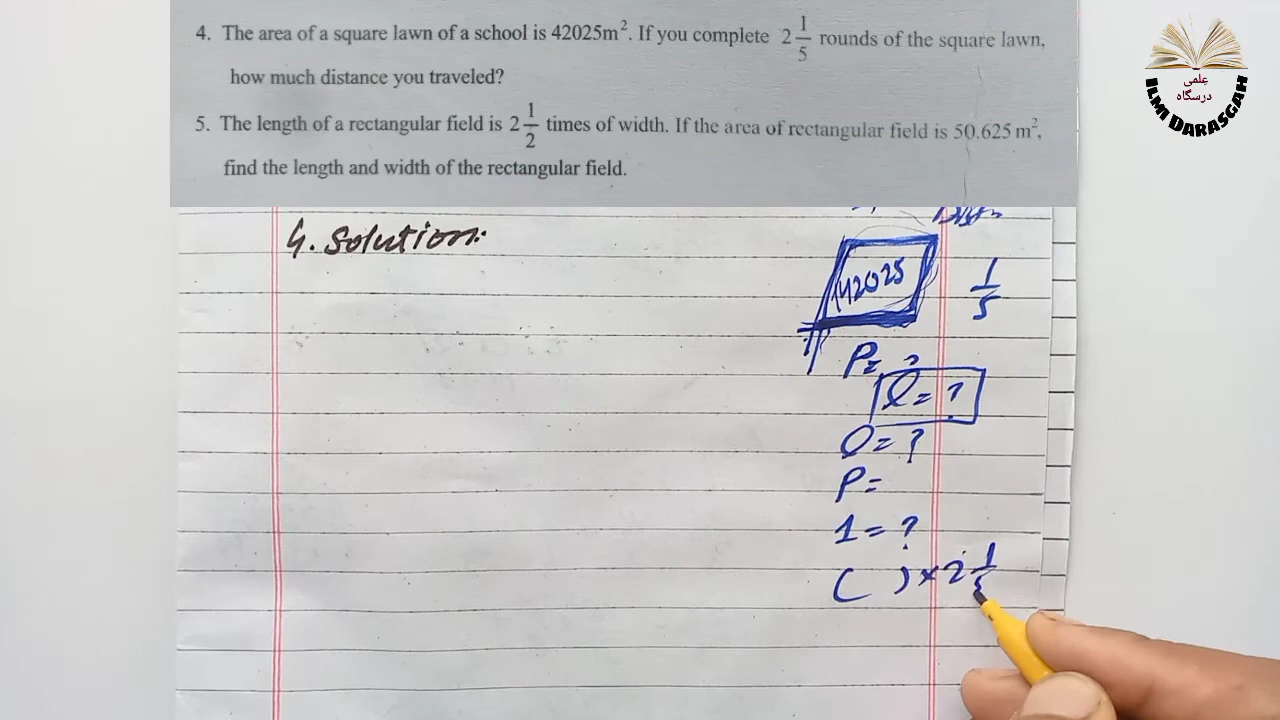 4. The area of a square lawn of a school is 42025m². If you complete 2 1/5 rounds of the square lawn,
how much distance you traveled?
5. The length of a rectangular field is 2 1/2 times of width. If the area of rectangular field is 50.625 m²,
find the length and width of the rectangular field.
علمی
درسگاه
ILM DARASGAH
4. Solution:
42025
1/5
P= ?
l= ?
l= ?
P=
1= ?
( ) × 2 1/5